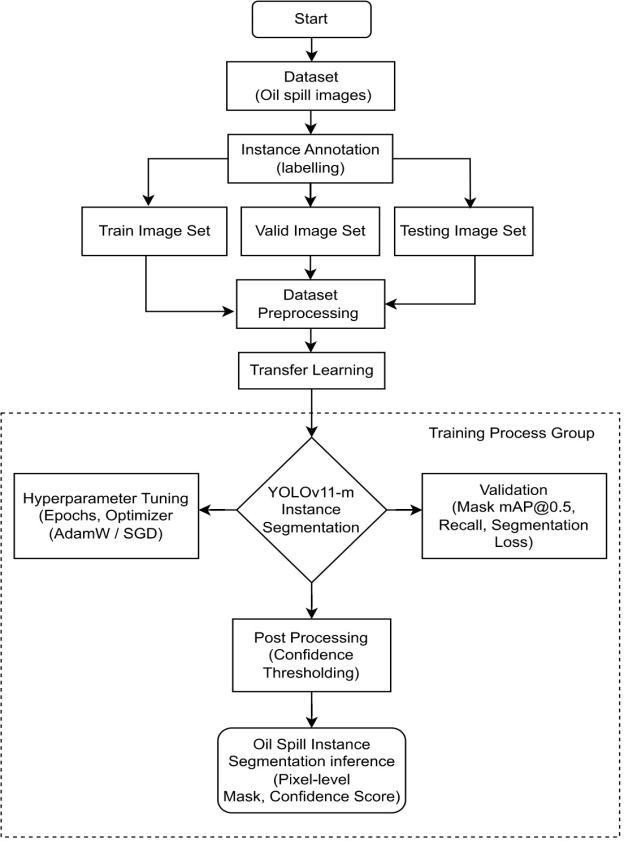 Start
Dataset
(Oil spill images)
Instance Annotation
(labelling)
Train Image Set
Valid Image Set
Testing Image Set
Dataset
Preprocessing
Transfer Learning
Training Process Group
YOLOv11-m
Instance
Segmentation
Hyperparameter Tuning
(Epochs, Optimizer
(AdamW / SGD)
Validation
(Mask mAP@0.5,
Recall, Segmentation
Loss)
Post Processing
(Confidence
Thresholding)
Oil Spill Instance
Segmentation inference
(Pixel-level
Mask, Confidence Score)